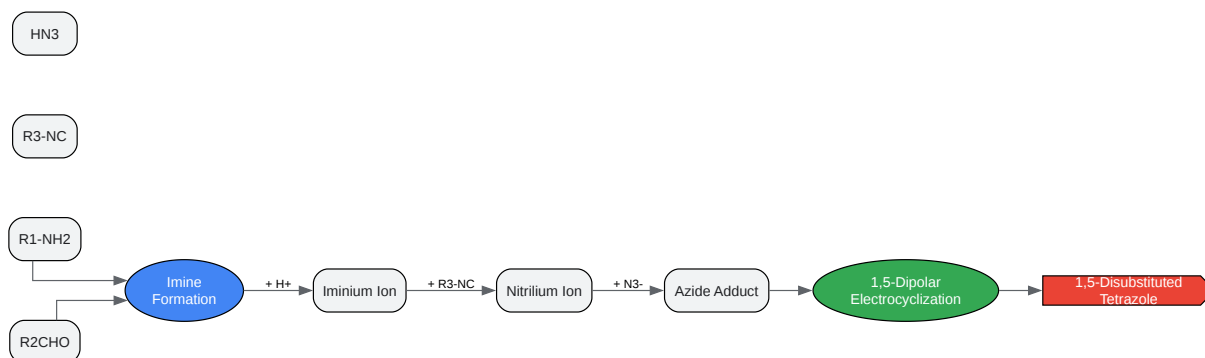 HN3
R3-NC
R1-NH2
R2CHO
Imine
Formation
+ H+
Iminium Ion
+ R3-NC
Nitrilium Ion
+ N3-
Azide Adduct
1,5-Dipolar
Electrocyclization
1,5-Disubstituted
Tetrazole